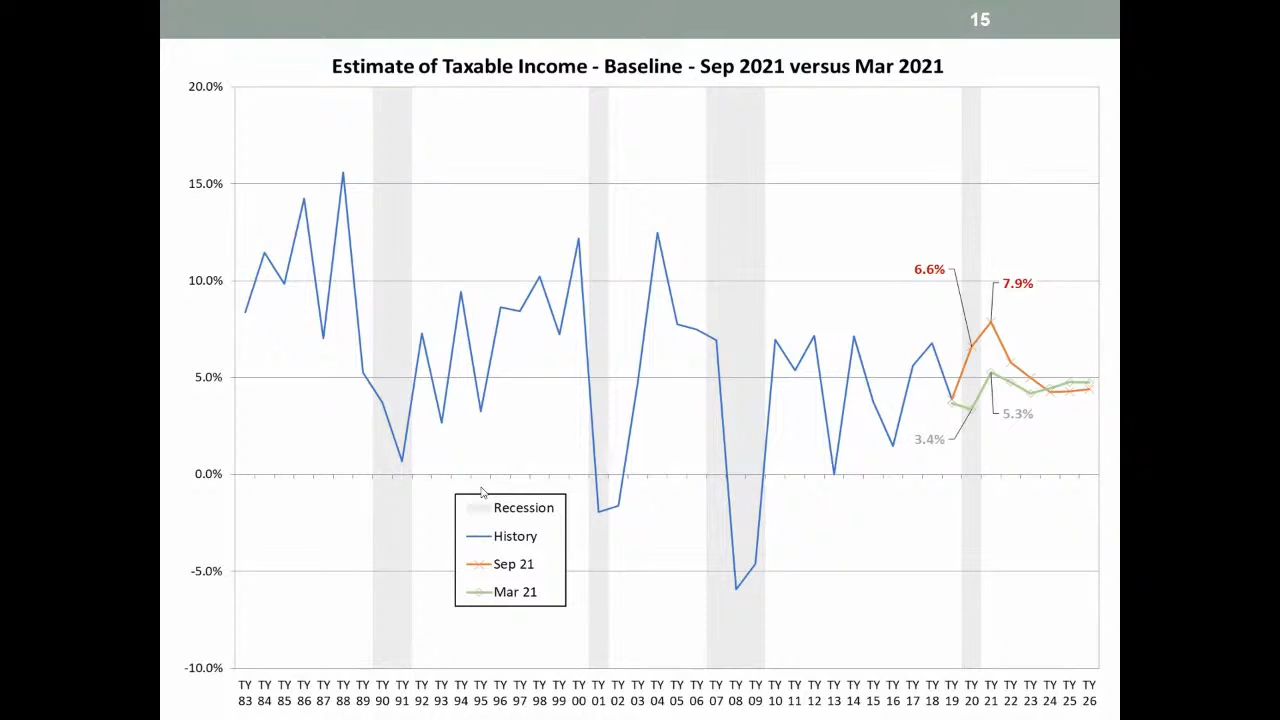 15
Estimate of Taxable Income - Baseline - Sep 2021 versus Mar 2021
20.0%
15.0%
10.0%
5.0%
0.0%
-5.0%
-10.0%
6.6%
7.9%
5.3%
3.4%
Recession
History
Sep 21
Mar 21
TY TY TY TY TY TY TY TY TY TY TY TY TY TY TY TY TY TY TY TY TY TY TY TY TY TY TY TY TY TY TY TY TY TY TY TY TY TY TY TY TY TY TY TY
83 84 85 86 87 88 89 90 91 92 93 94 95 96 97 98 99 00 01 02 03 04 05 06 07 08 09 10 11 12 13 14 15 16 17 18 19 20 21 22 23 24 25 26